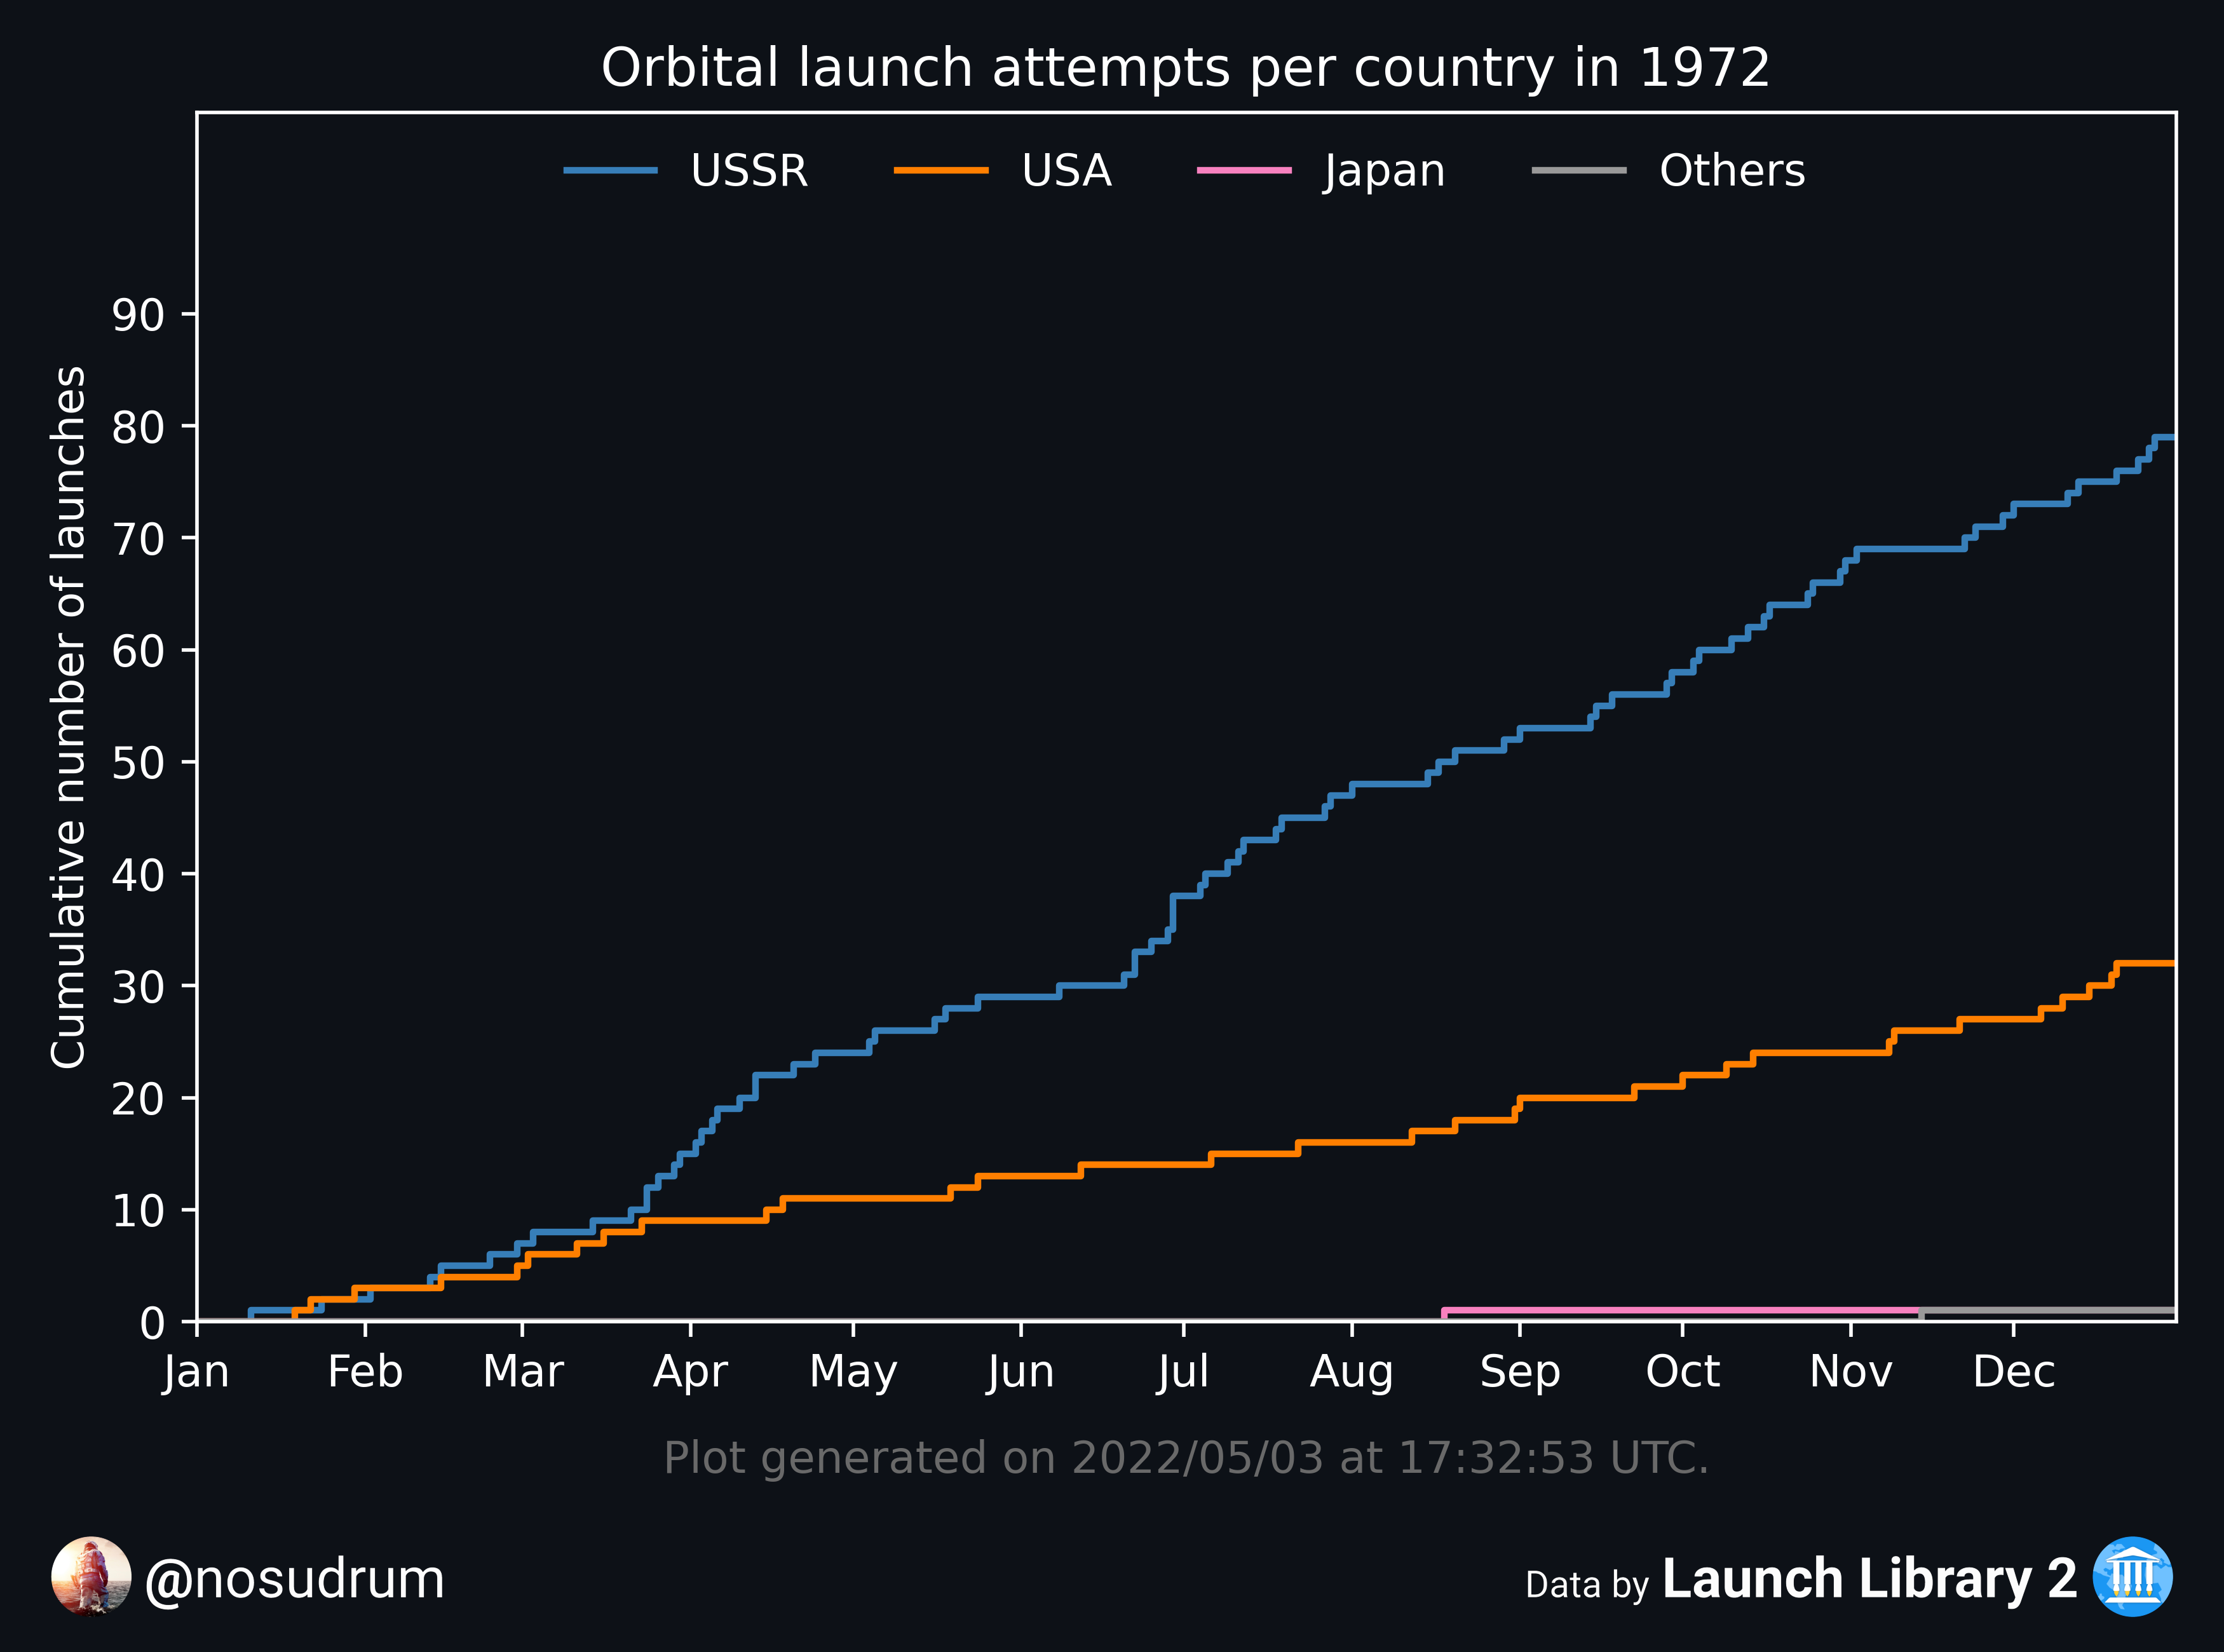 Orbital launch attempts per country in 1972
USSR USA Japan Others
Cumulative number of launches
90
80
70
60
50
40
30
20
10
0
Jan Feb Mar Apr May Jun Jul Aug Sep Oct Nov Dec
Plot generated on 2022/05/03 at 17:32:53 UTC.
@nosudrum
Data by Launch Library 2